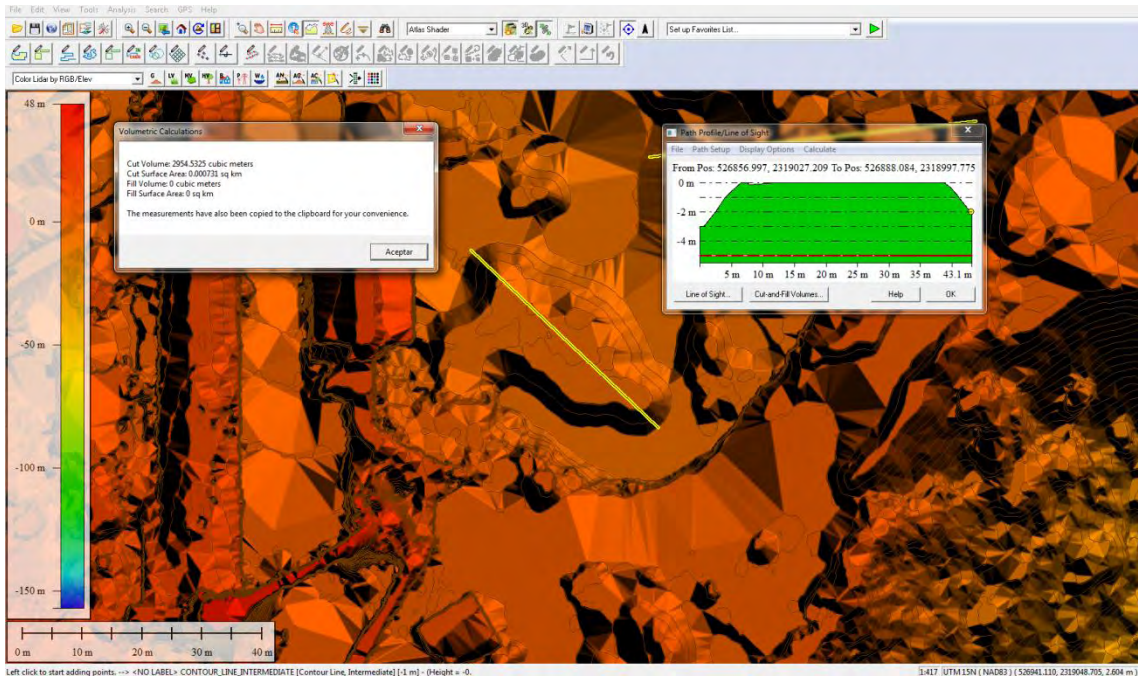 File Edit View Tools Analysis Search GPS Help
Atlas Shader
Set up Favorites List...
Color Lidar by RGB/Elev
48 m
0 m
-50 m
-100 m
-150 m
Volumetric Calculations
Cut Volume: 2954.5325 cubic meters
Cut Surface Area: 0.000731 sq km
Fill Volume: 0 cubic meters
Fill Surface Area: 0 sq km
The measurements have also been copied to the clipboard for your convenience.
Aceptar
Path Profile/Line of Sight
File Path Setup Display Options Calculate
From Pos: 526856.997, 2319027.209 To Pos: 526888.084, 2318997.775
0 m
-2 m
-4 m
5 m 10 m 15 m 20 m 25 m 30 m 35 m 43.1 m
Line of Sight... Cut-and-Fill Volumes... Help OK
0 m 10 m 20 m 30 m 40 m
Left click to start adding points. --> <NO LABEL> CONTOUR_LINE_INTERMEDIATE [Contour Line, Intermediate] [-1 m] - (Height = -0.
1:417 UTM 15N ( NAD83 ) ( 526941.110, 2319048.705, 2.604 m )